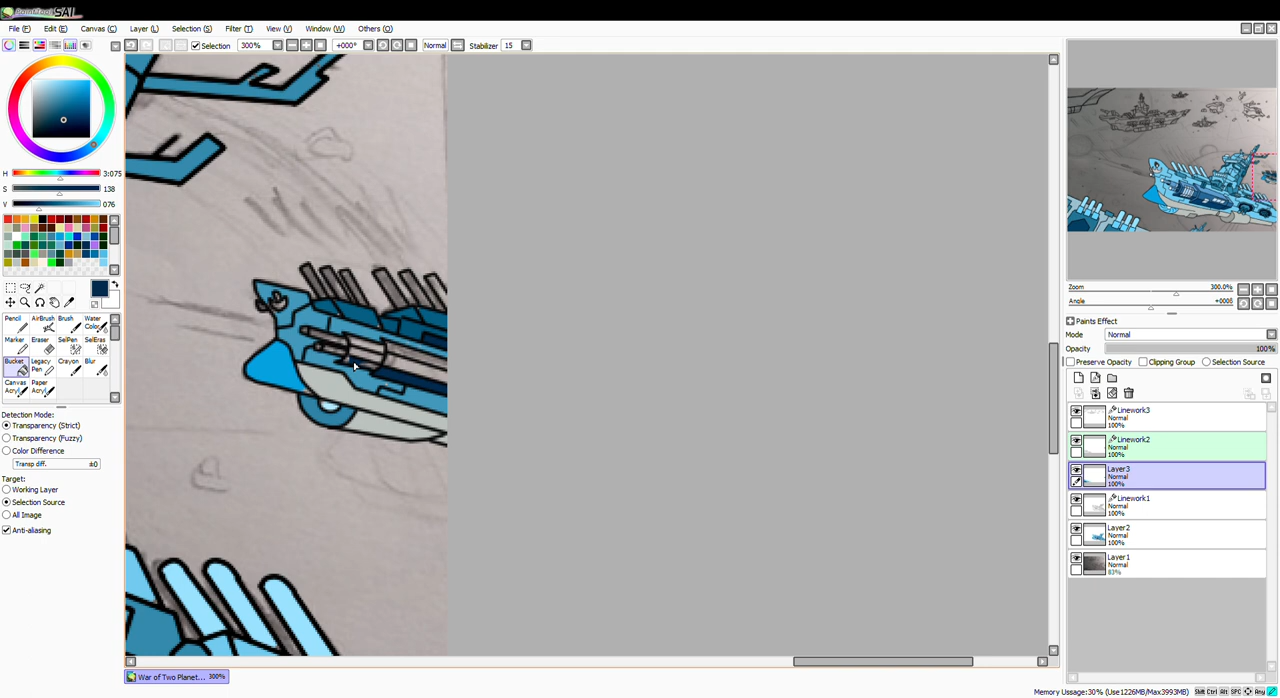 PaintTool SAI
File (F) Edit (E) Canvas (C) Layer (L) Selection (S) Filter (T) View (V) Window (W) Others (O)
Selection 300% +000° Normal Stabilizer 15
H 3:075
S 138
V 076
Pencil AirBrush Brush Water Color
Marker Eraser SelPen SelEras
Bucket Legacy Pen Crayon Blur
Canvas Acryl Paper Acryl
Detection Mode:
Transparency (Strict)
Transparency (Fuzzy)
Color Difference
Transp diff. ±0
Target:
Working Layer
Selection Source
All Image
Anti-aliasing
War of Two Planet... 300%
Zoom 300.0%
Angle +000δ
Paints Effect
Mode Normal
Opacity 100%
Preserve Opacity Clipping Group Selection Source
Linework3
Normal
100%
Linework2
Normal
100%
Layer3
Normal
100%
Linework1
Normal
100%
Layer2
Normal
100%
Layer1
Normal
83%
Memory Ussage:30% (Use1226MB/Max3993MB) Shft Ctrl Alt SPC Any